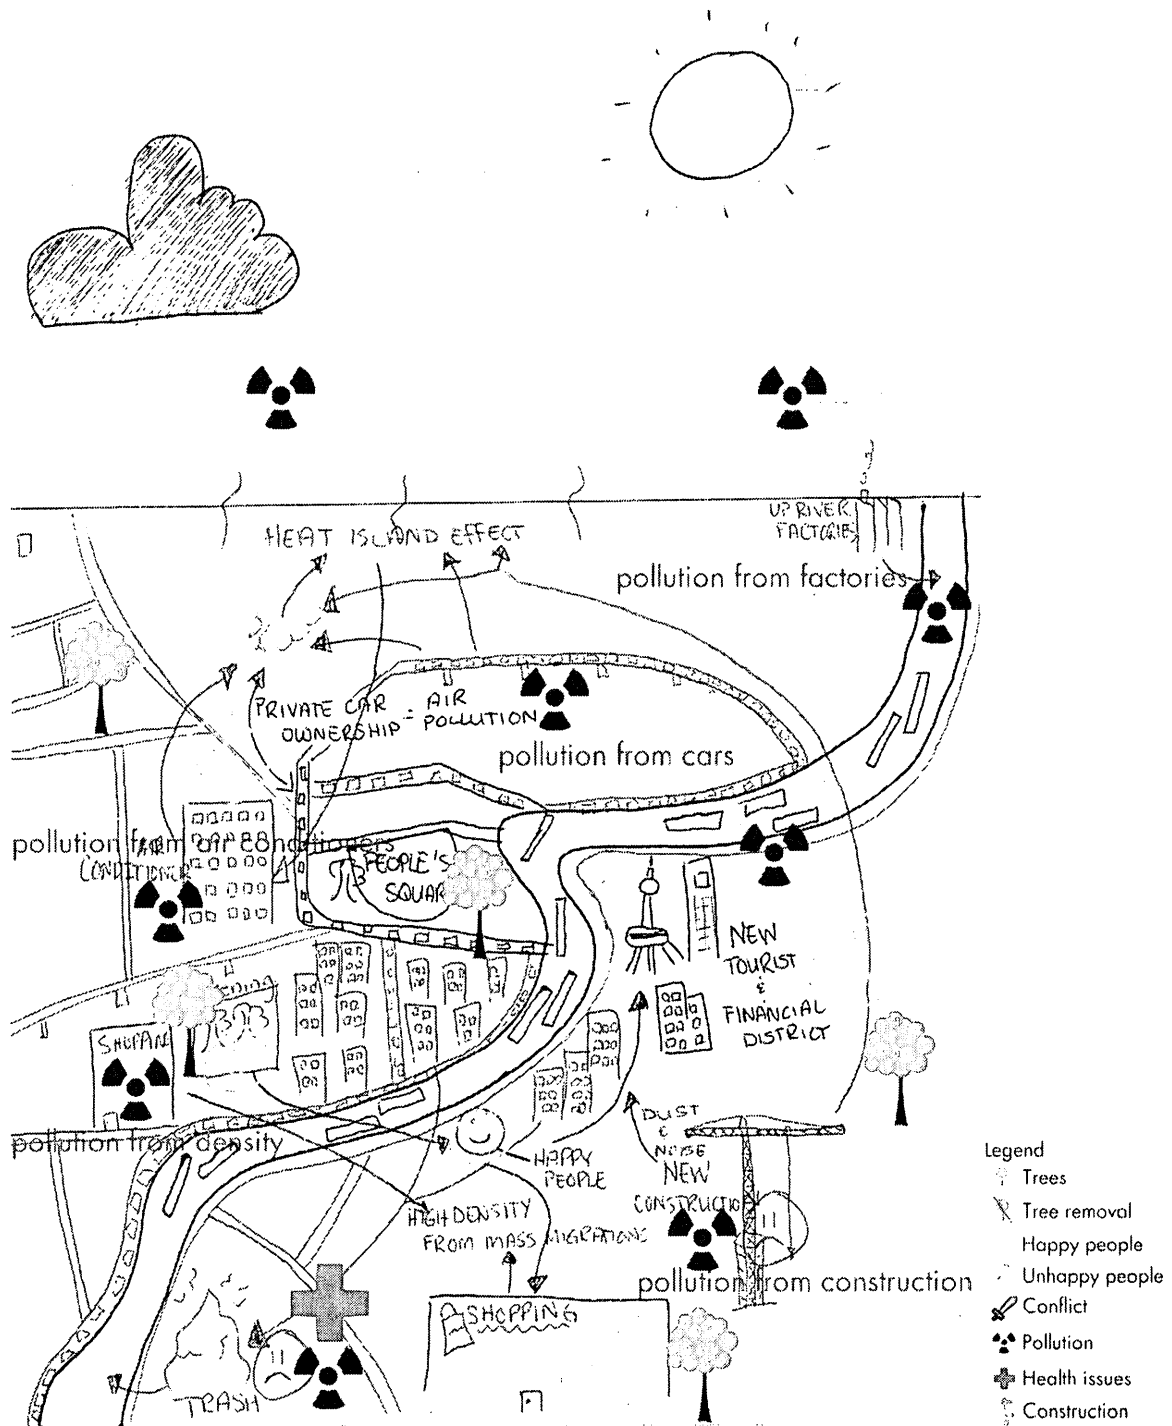 UP RIVER
FACTORIES
HEAT ISLAND EFFECT
pollution from factories
PRIVATE CAR = AIR
OWNERSHIP POLLUTION
pollution from cars
pollution from air conditioners
AIR
CONDITIONER
PEOPLE'S
SQUAR
NEW
TOURIST
&
FINANCIAL
DISTRICT
SHOPPING
pollution from density
DUST
&
NOISE
NEW
CONSTRUCTION
HAPPY
PEOPLE
HIGH DENSITY
FROM MASS MIGRATIONS
pollution from construction
SHOPPING
TRASH
Legend
Trees
Tree removal
Happy people
Unhappy people
Conflict
Pollution
Health issues
Construction